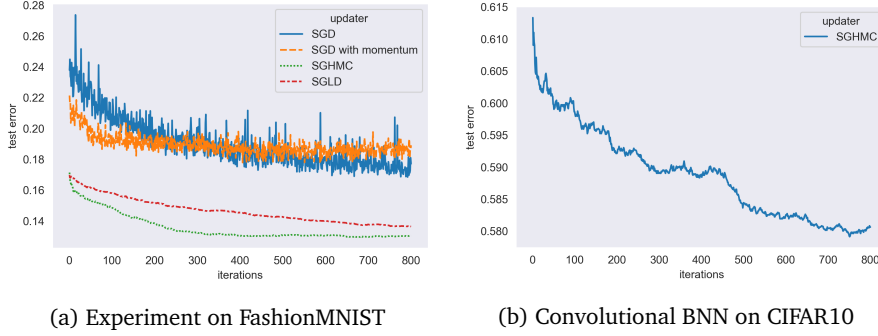 updater
SGD
SGD with momentum
SGHMC
SGLD
0.28
0.26
0.24
0.22
0.20
0.18
0.16
0.14
test error
0 100 200 300 400 500 600 700 800
iterations
(a) Experiment on FashionMNIST
updater
SGHMC
0.615
0.610
0.605
0.600
0.595
0.590
0.585
0.580
test error
0 100 200 300 400 500 600 700 800
iterations
(b) Convolutional BNN on CIFAR10